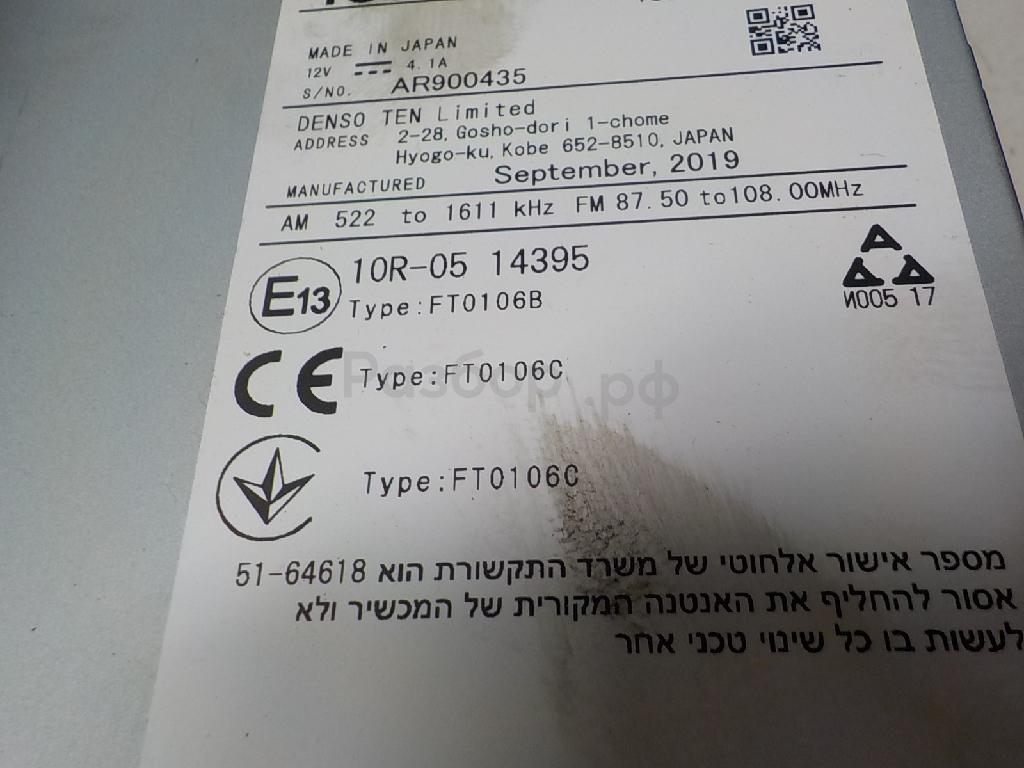 MADE IN JAPAN
12V 4.1A
S/NO. AR900435
DENSO TEN Limited
ADDRESS 2-28, Gosho-dori 1-chome
Hyogo-ku, Kobe 652-8510, JAPAN
MANUFACTURED September, 2019
AM 522 to 1611 kHz FM 87.50 to 108.00MHz
E13 10R-05 14395
Type:FT0106B
И005 17
CE Type:FT0106C
Разбор.рф
Type:FT0106C
מספר אישור אלחוטי של משרד התקשורת הוא 51-64618
אסור להחליף את האנטנה המקורית של המכשיר ולא
לעשות בו כל שינוי טכני אחר